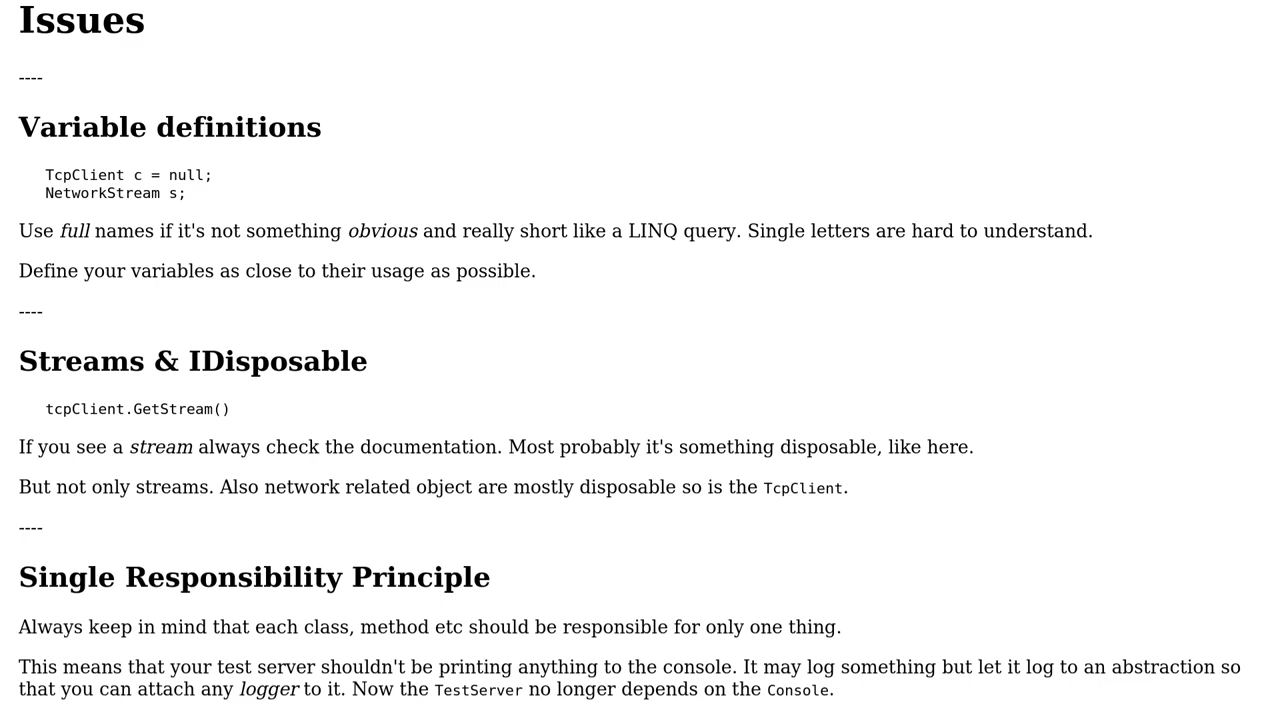 Issues
----
Variable definitions
TcpClient c = null;
NetworkStream s;
Use full names if it's not something obvious and really short like a LINQ query. Single letters are hard to understand.
Define your variables as close to their usage as possible.
----
Streams & IDisposable
tcpClient.GetStream()
If you see a stream always check the documentation. Most probably it's something disposable, like here.
But not only streams. Also network related object are mostly disposable so is the TcpClient.
----
Single Responsibility Principle
Always keep in mind that each class, method etc should be responsible for only one thing.
This means that your test server shouldn't be printing anything to the console. It may log something but let it log to an abstraction so
that you can attach any logger to it. Now the TestServer no longer depends on the Console.